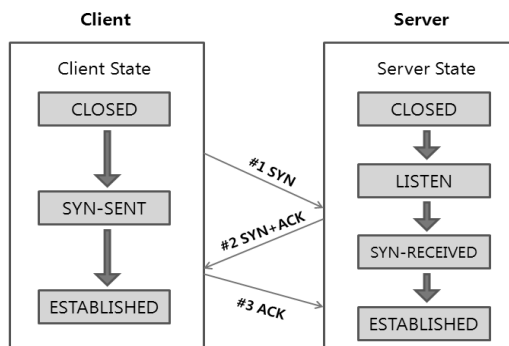 Client
Server
Client State
CLOSED
SYN-SENT
ESTABLISHED
#1 SYN
#2 SYN+ACK
#3 ACK
Server State
CLOSED
LISTEN
SYN-RECEIVED
ESTABLISHED